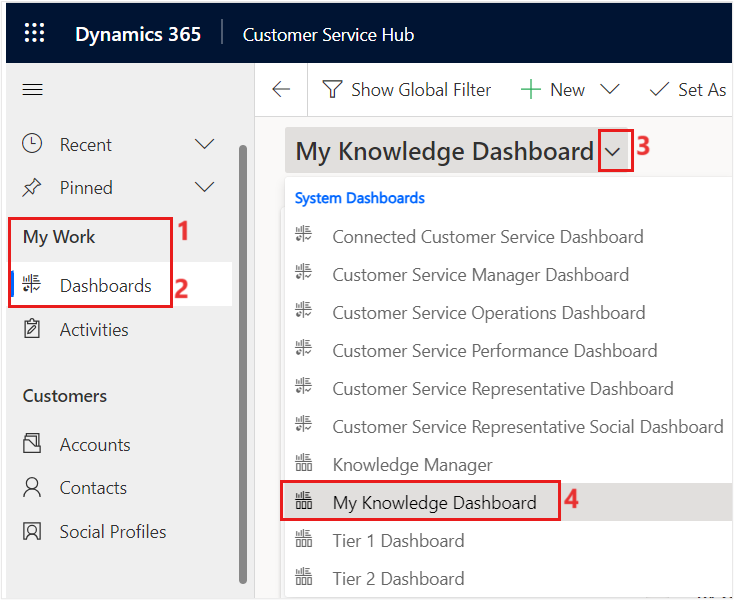 Dynamics 365 Customer Service Hub
Show Global Filter New Set As
Recent
Pinned
My Work 1
Dashboards 2
Activities
Customers
Accounts
Contacts
Social Profiles
My Knowledge Dashboard 3
System Dashboards
Connected Customer Service Dashboard
Customer Service Manager Dashboard
Customer Service Operations Dashboard
Customer Service Performance Dashboard
Customer Service Representative Dashboard
Customer Service Representative Social Dashboard
Knowledge Manager
My Knowledge Dashboard 4
Tier 1 Dashboard
Tier 2 Dashboard